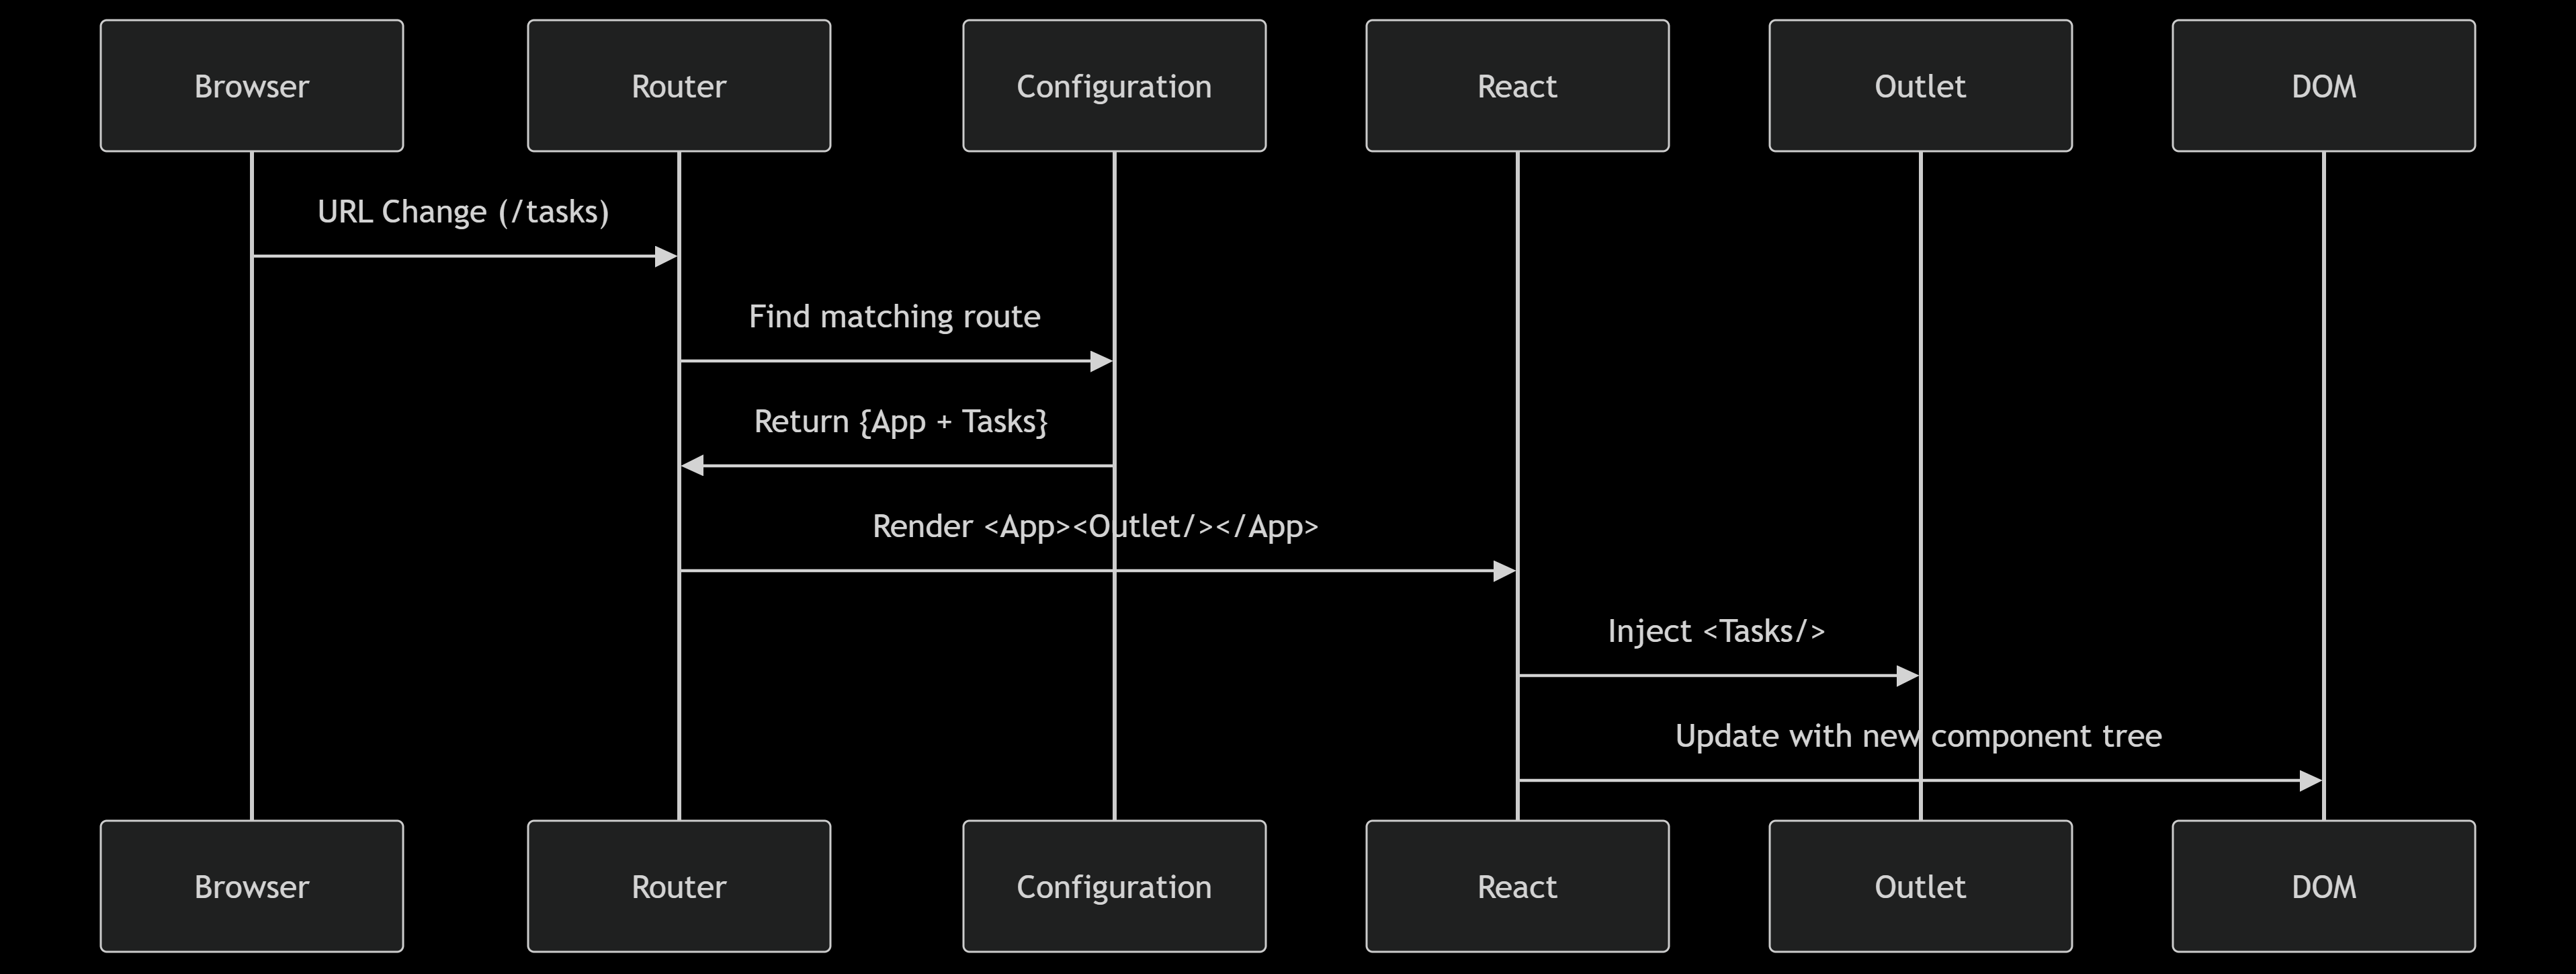 Browser
Router
Configuration
React
Outlet
DOM
URL Change (/tasks)
Find matching route
Return {App + Tasks}
Render <App><Outlet/></App>
Inject <Tasks/>
Update with new component tree
Browser
Router
Configuration
React
Outlet
DOM